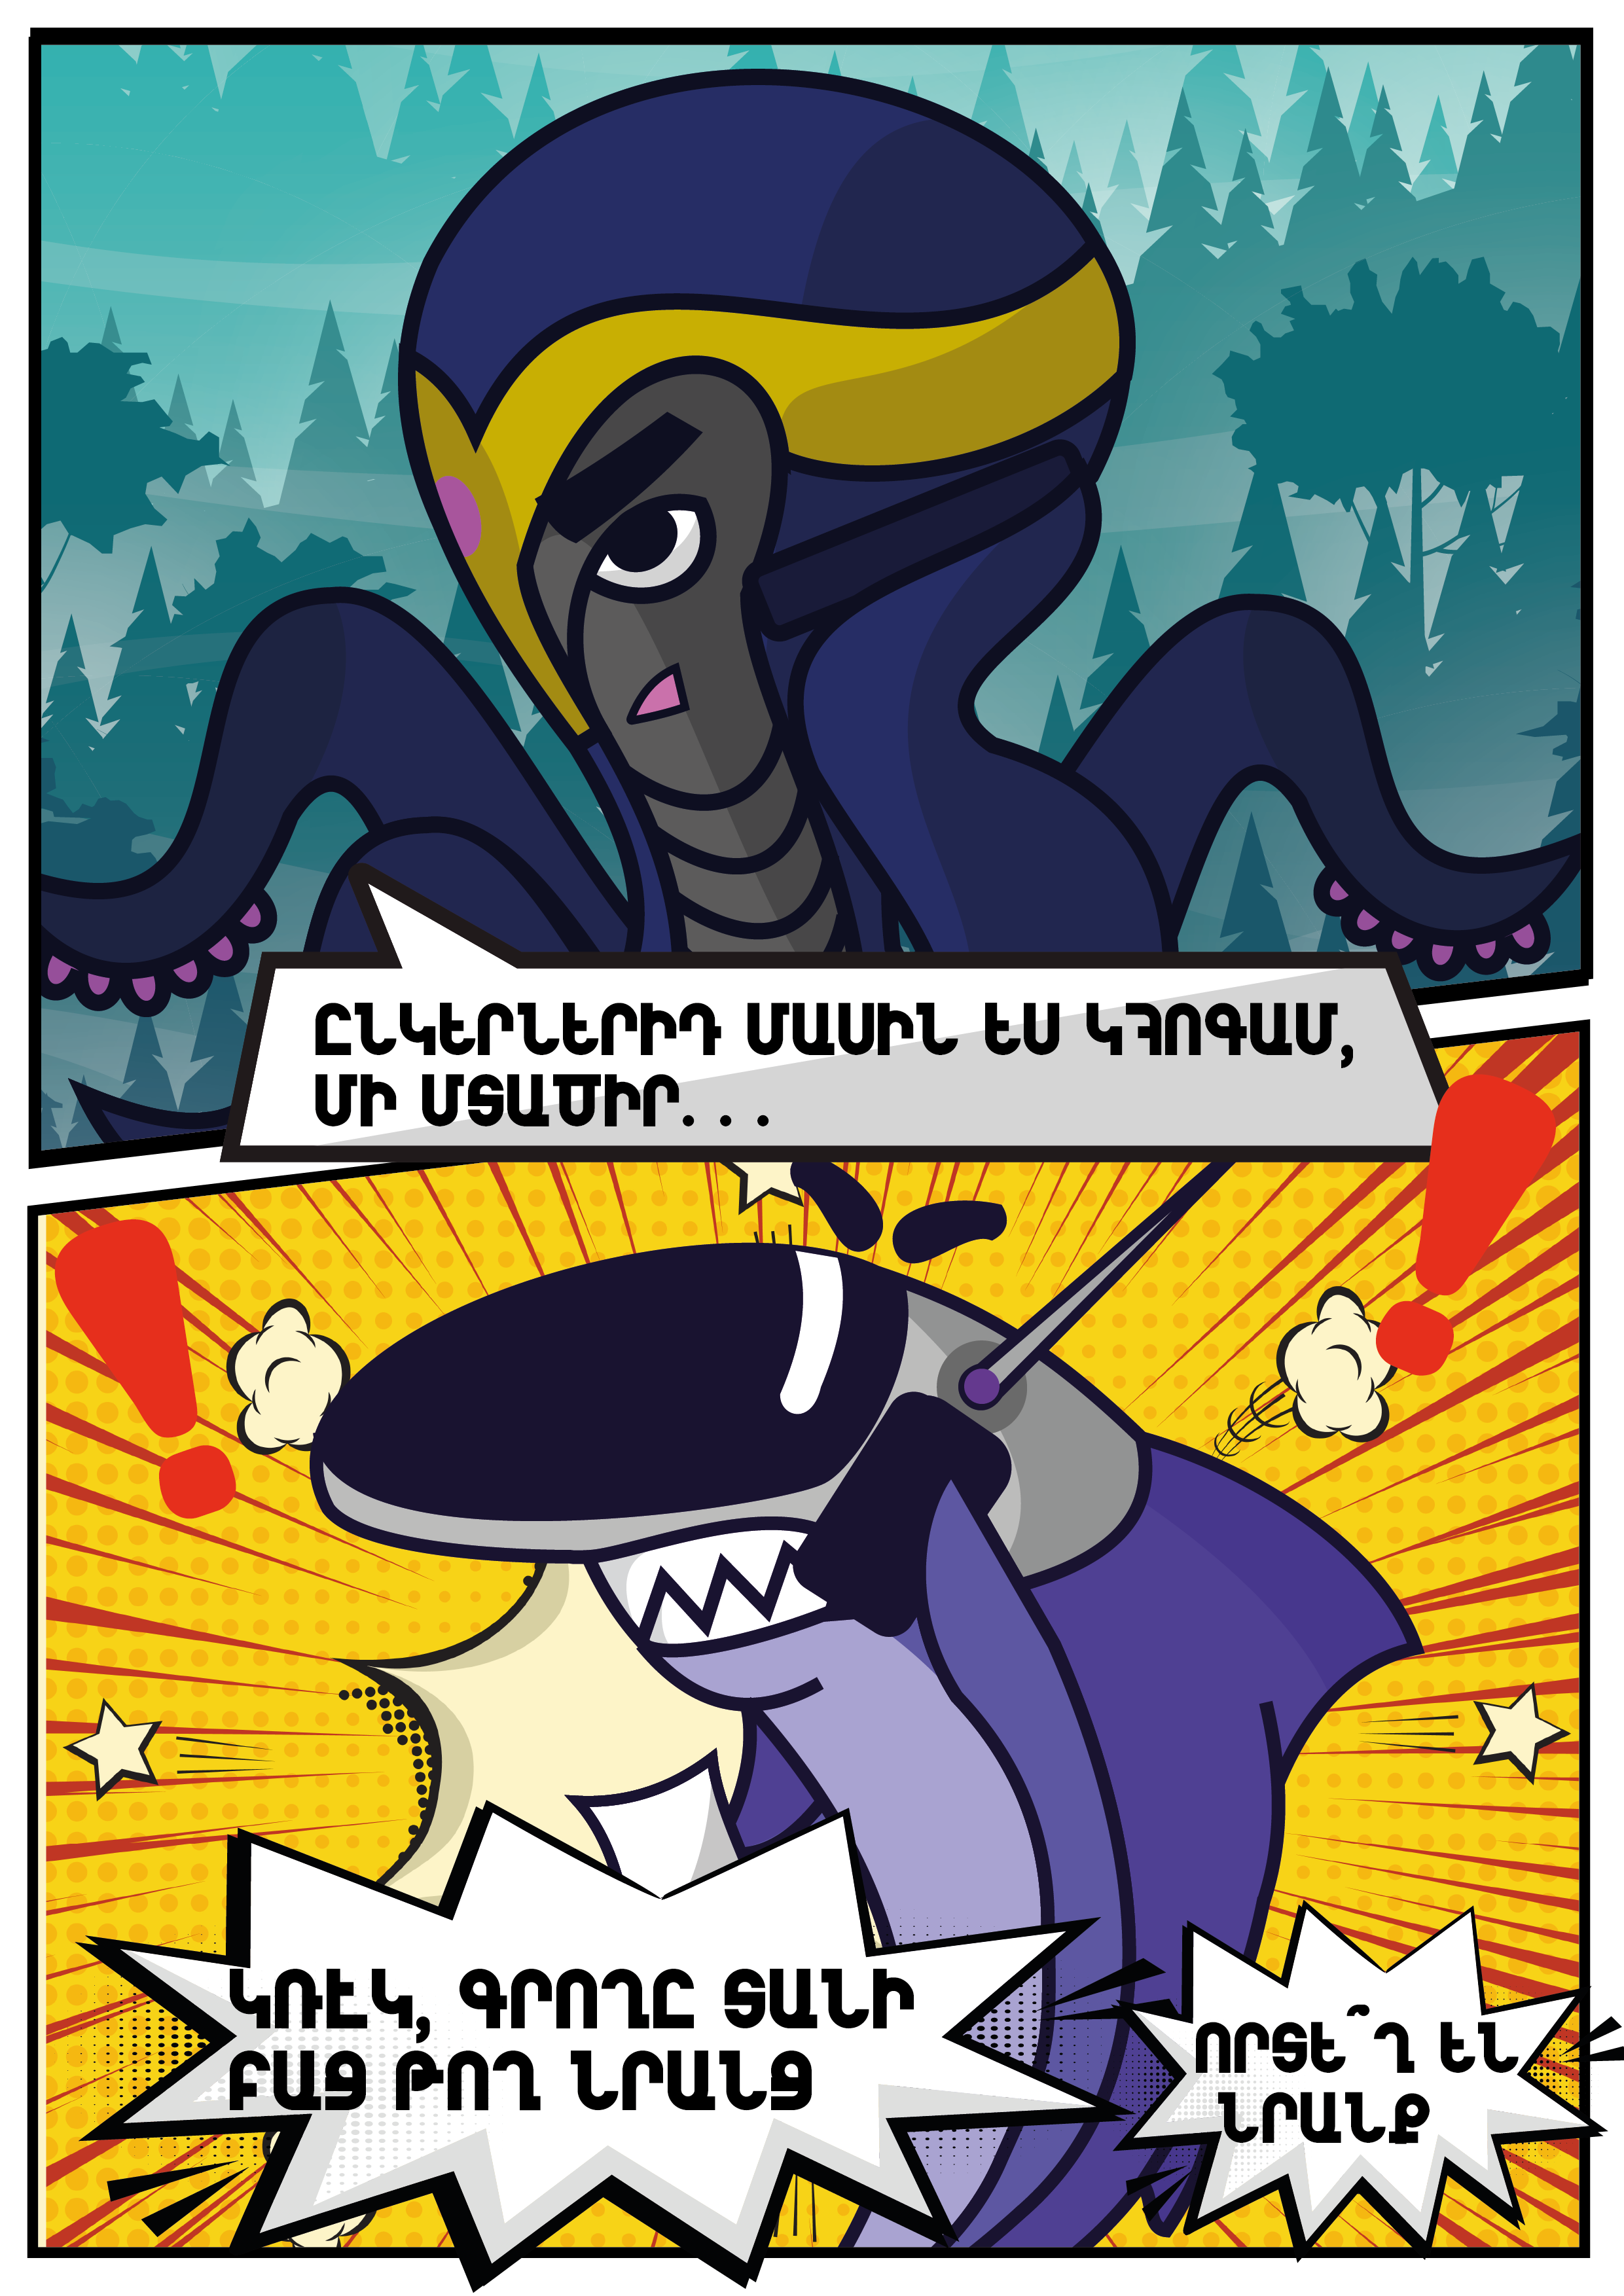 ԸՆԿԵՐՆԵՐԻԴ ՄԱՍԻՆ ԵՍ ԿՀՈԳԱՄ,
ՄԻ ՄՏԱԾԻՐ. . .
ԿՌԷԿ, ԳՐՈՂԸ ՏԱՆԻ
ԲԱՑ ԹՈՂ ՆՐԱՆՑ
ՈՐՏԵ՞Ղ ԵՆ
ՆՐԱՆՔ